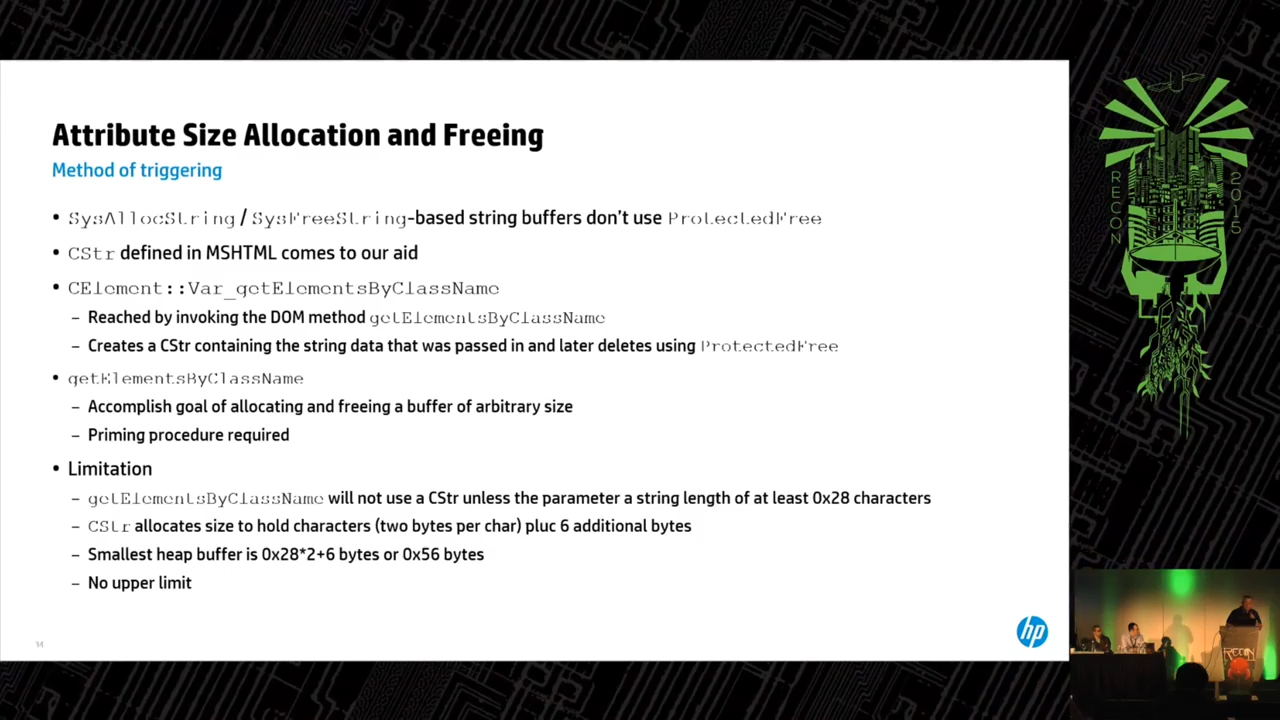 Attribute Size Allocation and Freeing
Method of triggering
• SysAllocString / SysFreeString-based string buffers don't use ProtectedFree
• CStr defined in MSHTML comes to our aid
• CElement::Var_getElementsByClassName
– Reached by invoking the DOM method getElementsByClassName
– Creates a CStr containing the string data that was passed in and later deletes using ProtectedFree
• getElementsByClassName
– Accomplish goal of allocating and freeing a buffer of arbitrary size
– Priming procedure required
• Limitation
– getElementsByClassName will not use a CStr unless the parameter a string length of at least 0x28 characters
– CStr allocates size to hold characters (two bytes per char) pluc 6 additional bytes
– Smallest heap buffer is 0x28*2+6 bytes or 0x56 bytes
– No upper limit
14
hp
RECON
2015
RECON